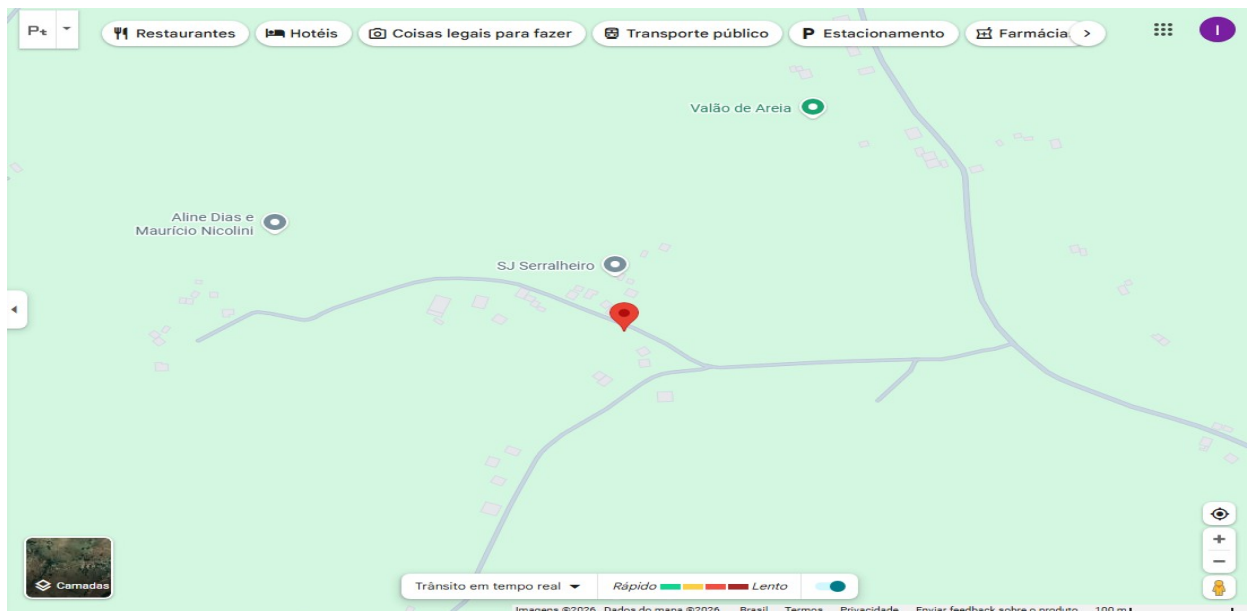 Pt
Restaurantes
Hotéis
Coisas legais para fazer
Transporte público
P Estacionamento
Farmácia
I
Valão de Areia
Aline Dias e
Maurício Nicolini
SJ Serralheiro
Camadas
Trânsito em tempo real
Rápido
Lento
Imagens ©2026, Dados do mapa ©2026 Brasil Termos Privacidade Enviar feedback sobre o produto 100 m